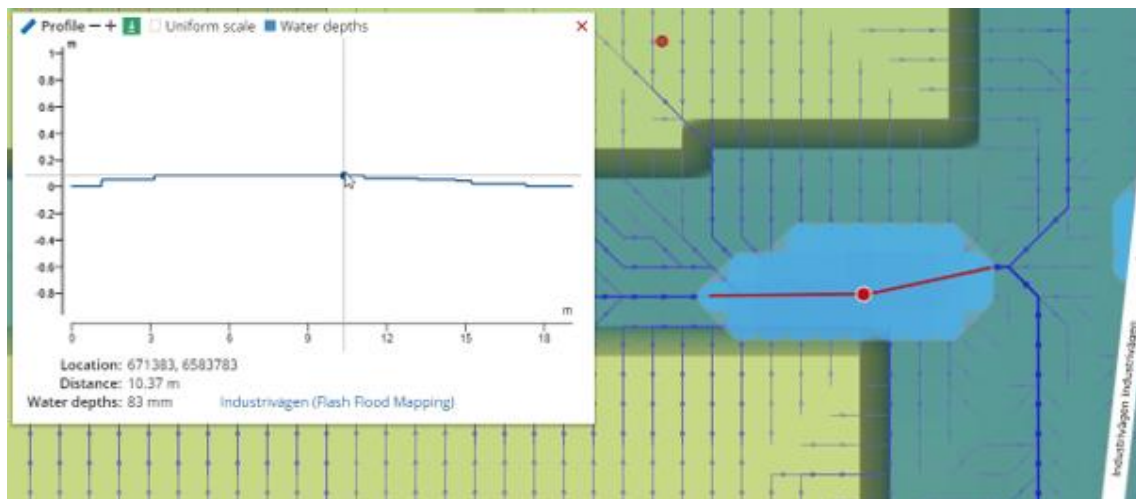 Profile − + Uniform scale Water depths
m
1
0.8
0.6
0.4
0.2
0
-0.2
-0.4
-0.6
-0.8
m
0 3 6 9 12 15 18
Location: 671383, 6583783
Distance: 10.37 m
Water depths: 83 mm Industrivägen (Flash Flood Mapping)
Industrivägen Industrivägen